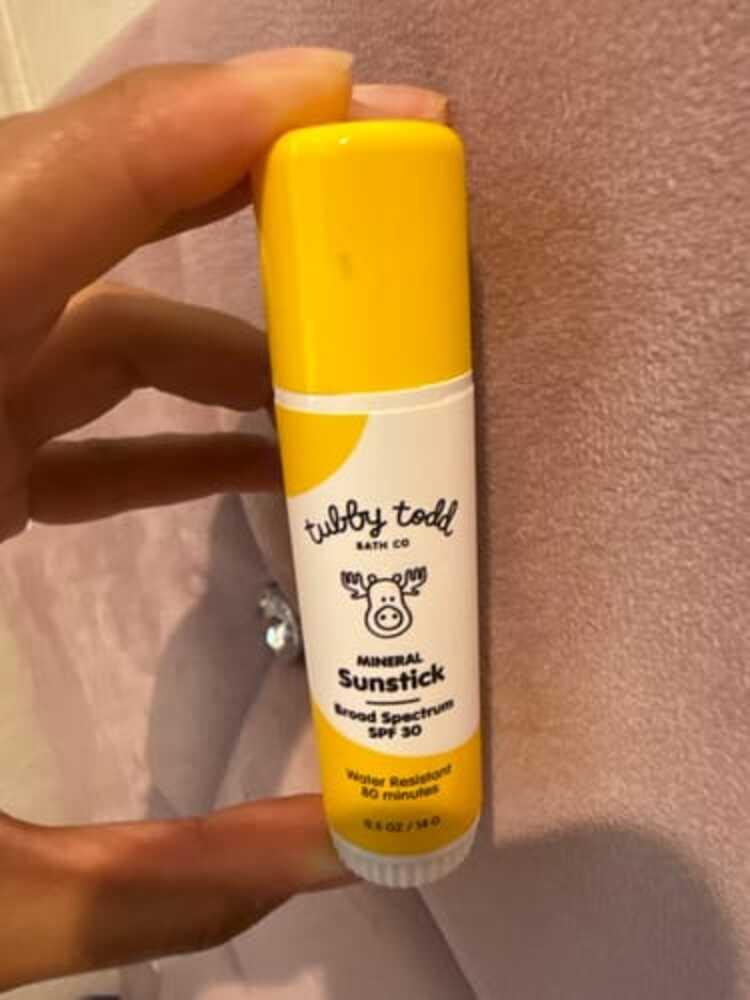 tubby todd
BATH CO
MINERAL
Sunstick
Broad Spectrum
SPF 30
Water Resistant
80 minutes
0.5 OZ / 14 G